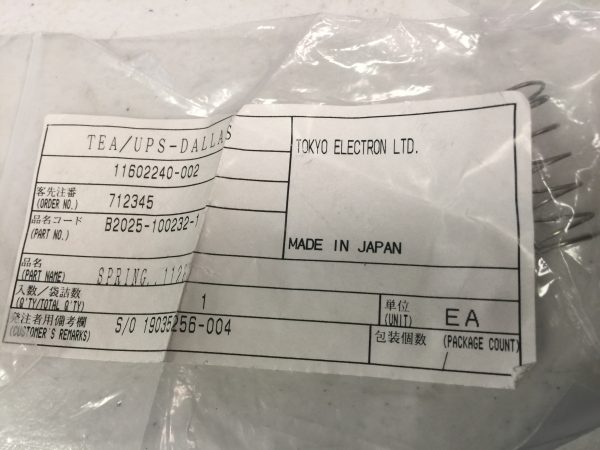 TEA/UPS-DALLAS
11602240-002
TOKYO ELECTRON LTD.
客先注番
(ORDER NO.)
712345
品名コード
(PART NO.)
B2025-100232-1
MADE IN JAPAN
品名
(PART NAME)
SPRING,
入数/袋詰数
(Q'TY/TOTAL Q'TY)
1
単位
(UNIT)
EA
発注者用備考欄
(CUSTOMER'S REMARKS)
S/O 19035256-004
包装個数
(PACKAGE COUNT)
/